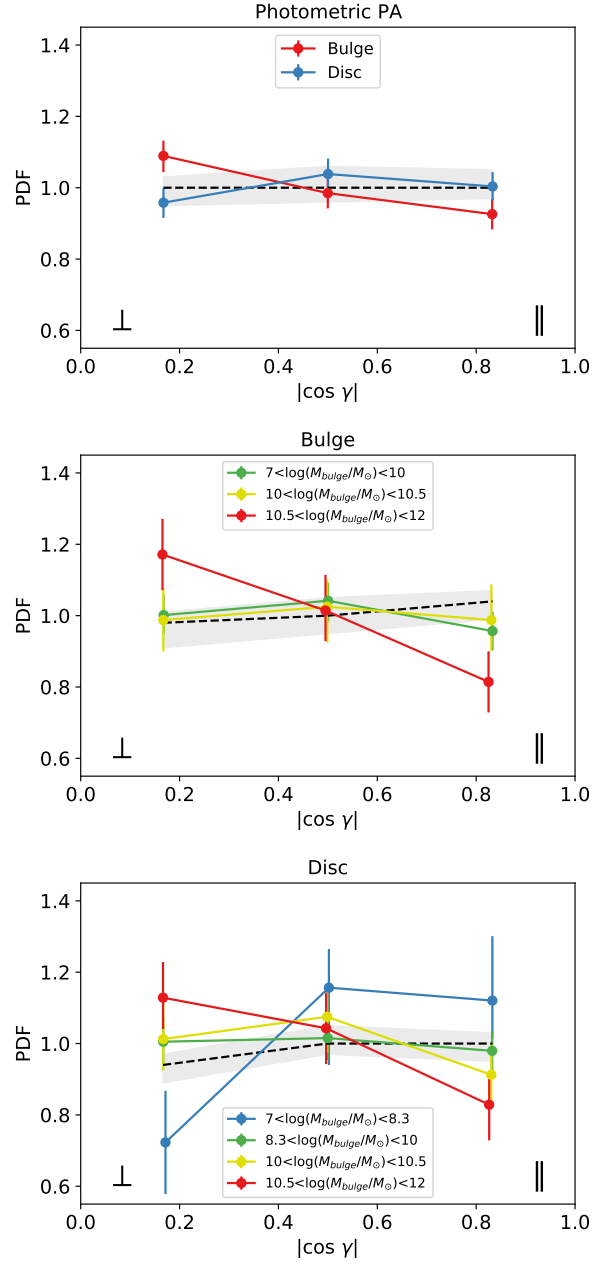 Photometric PA
Bulge
Disc
PDF
1.4
1.2
1.0
0.8
0.6
⊥
∥
0.0 0.2 0.4 0.6 0.8 1.0
|cos γ|
Bulge
7<log(M_bulge/M_⊙)<10
10<log(M_bulge/M_⊙)<10.5
10.5<log(M_bulge/M_⊙)<12
PDF
1.4
1.2
1.0
0.8
0.6
⊥
∥
0.0 0.2 0.4 0.6 0.8 1.0
|cos γ|
Disc
PDF
1.4
1.2
1.0
0.8
0.6
7<log(M_bulge/M_⊙)<8.3
8.3<log(M_bulge/M_⊙)<10
10<log(M_bulge/M_⊙)<10.5
10.5<log(M_bulge/M_⊙)<12
⊥
∥
0.0 0.2 0.4 0.6 0.8 1.0
|cos γ|